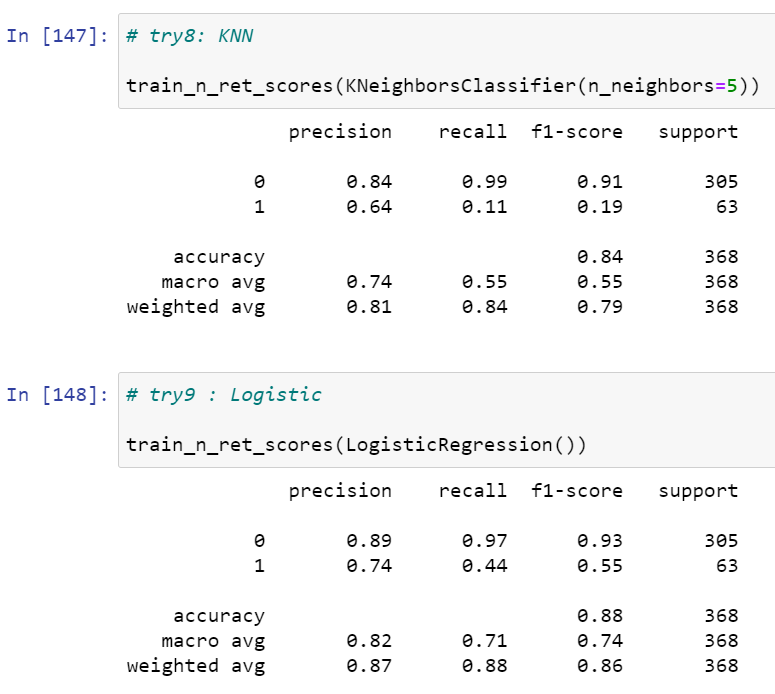 In [147]: # try8: KNN
train_n_ret_scores(KNeighborsClassifier(n_neighbors=5))
precision recall f1-score support
0 0.84 0.99 0.91 305
1 0.64 0.11 0.19 63
accuracy 0.84 368
macro avg 0.74 0.55 0.55 368
weighted avg 0.81 0.84 0.79 368
In [148]: # try9 : Logistic
train_n_ret_scores(LogisticRegression())
precision recall f1-score support
0 0.89 0.97 0.93 305
1 0.74 0.44 0.55 63
accuracy 0.88 368
macro avg 0.82 0.71 0.74 368
weighted avg 0.87 0.88 0.86 368